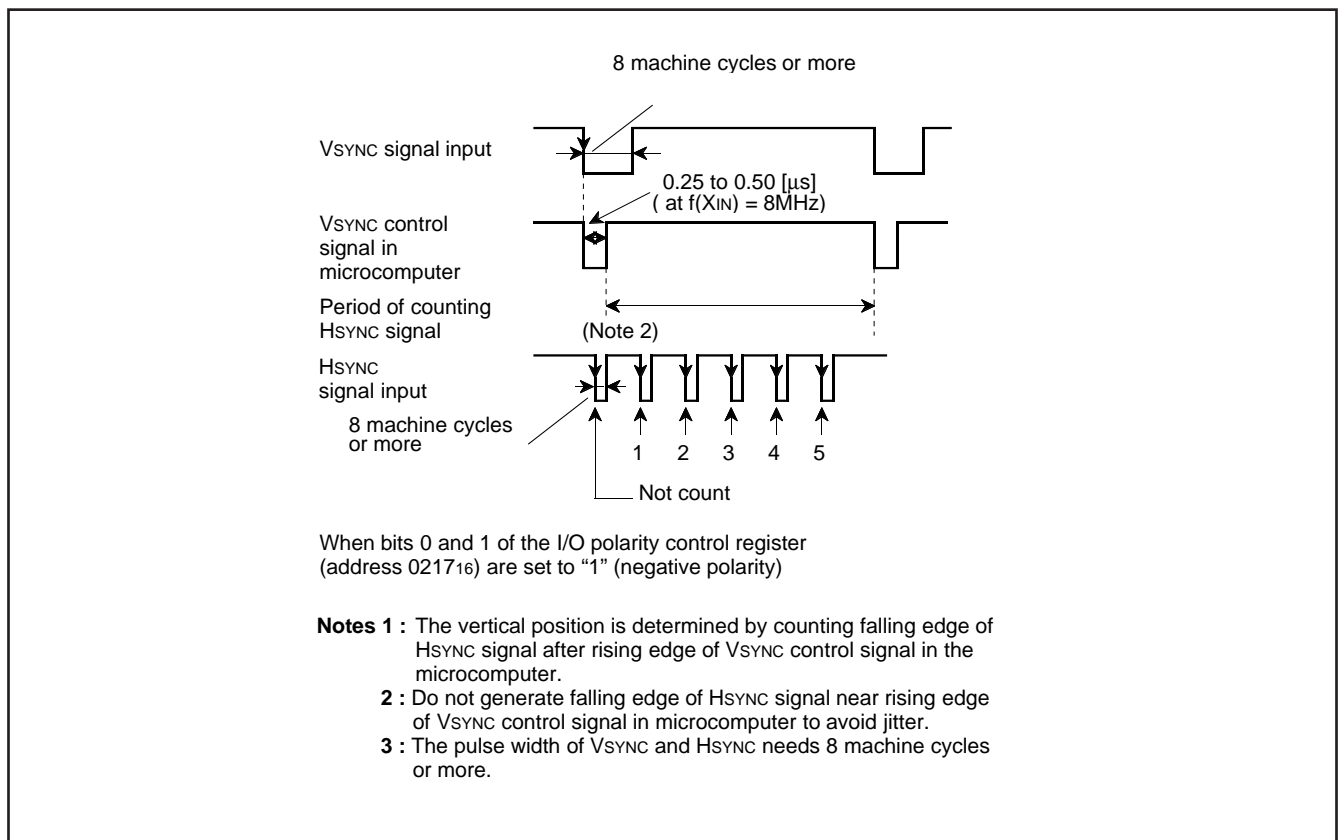 8 machine cycles or more
VSYNC signal input
0.25 to 0.50 [µs]
( at f(XIN) = 8MHz)
VSYNC control
signal in
microcomputer
Period of counting
HSYNC signal
(Note 2)
HSYNC
signal input
8 machine cycles
or more
1 2 3 4 5
Not count
When bits 0 and 1 of the I/O polarity control register
(address 021716) are set to “1” (negative polarity)
Notes 1 : The vertical position is determined by counting falling edge of
HSYNC signal after rising edge of VSYNC control signal in the
microcomputer.
2 : Do not generate falling edge of HSYNC signal near rising edge
of VSYNC control signal in microcomputer to avoid jitter.
3 : The pulse width of VSYNC and HSYNC needs 8 machine cycles
or more.